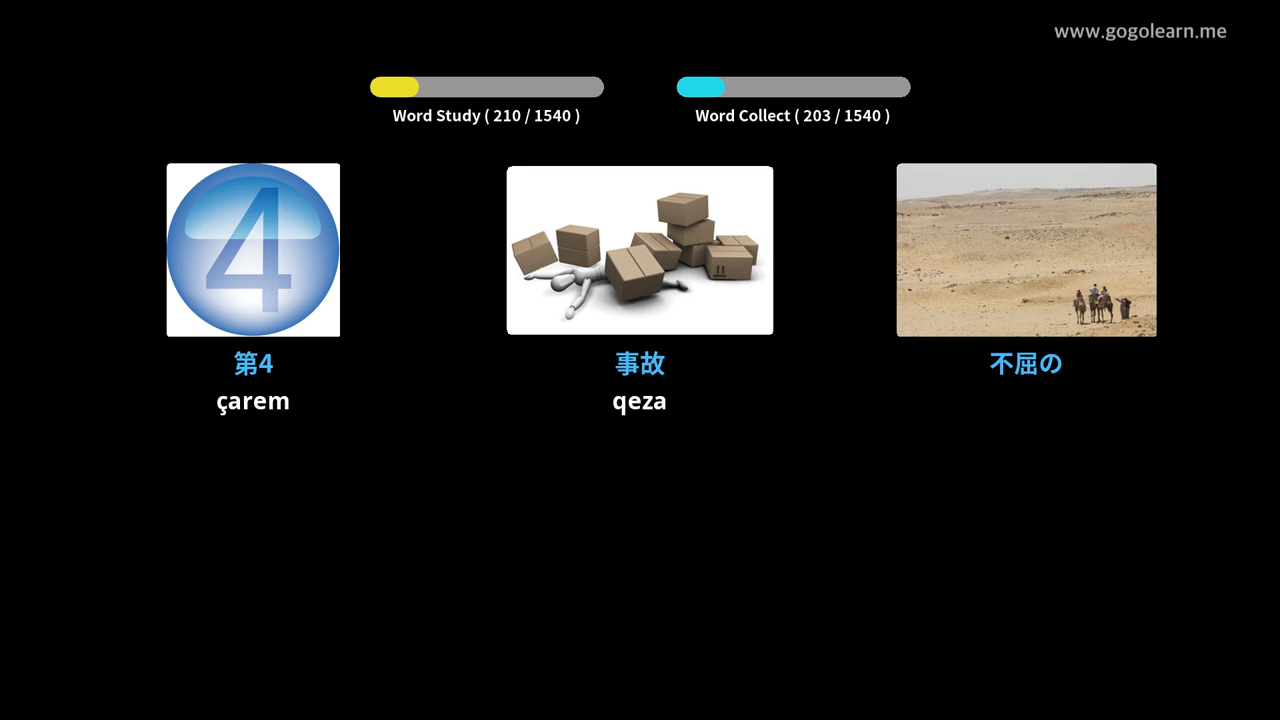 www.gogolearn.me
Word Study ( 210 / 1540 )
Word Collect ( 203 / 1540 )
4
第4
事故
不屈の
çarem
qeza